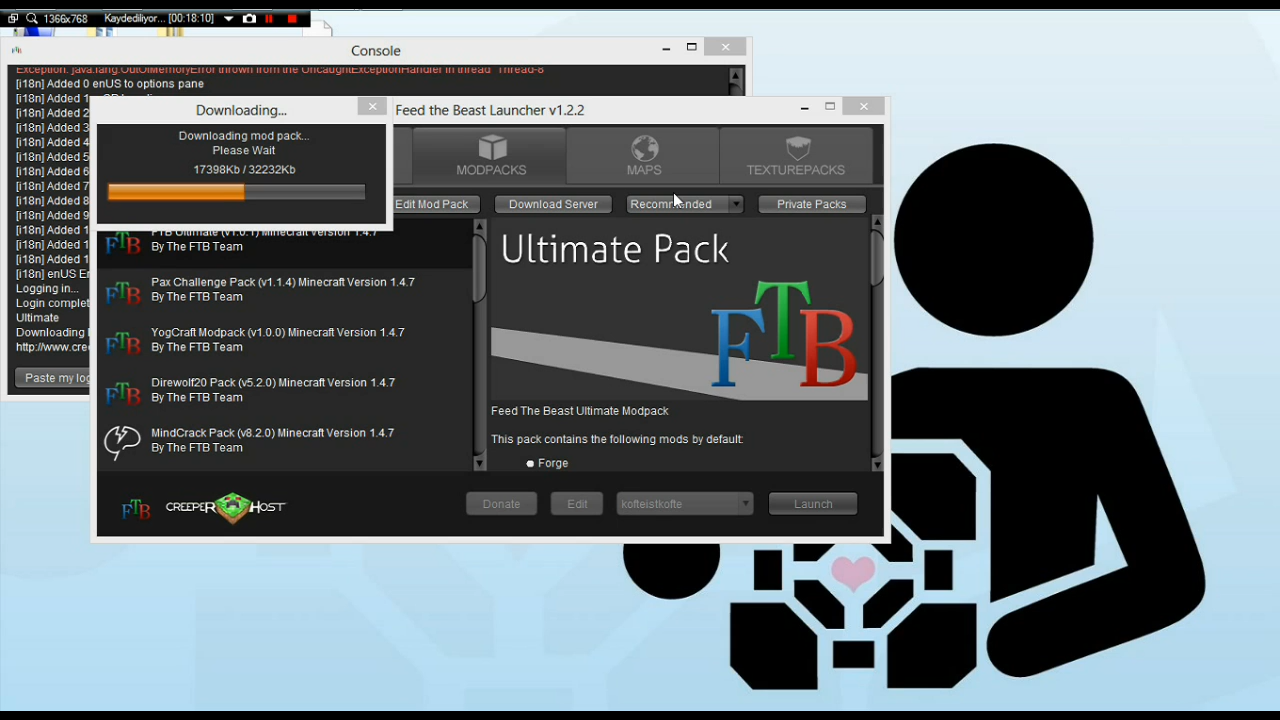 1366x768 Kaydediliyor... [00:18:10]
Console
Exception: java.lang.OutOfMemoryError thrown from the UncaughtExceptionHandler in thread "Thread-8"
[i18n] Added 0 enUS to options pane
[i18n] Added 1
[i18n] Added 2
[i18n] Added 3
[i18n] Added 4
[i18n] Added 5
[i18n] Added 6
[i18n] Added 7
[i18n] Added 8
[i18n] Added 9
[i18n] Added 1
[i18n] Added 1
[i18n] Added 1
[i18n] Added 1
[i18n] enUS
Logging in...
Login complet
Ultimate
Downloading
http://www.cree
Paste my log
Downloading...
Downloading mod pack...
Please Wait
17398Kb / 32232Kb
Feed the Beast Launcher v1.2.2
MODPACKS
MAPS
TEXTUREPACKS
Edit Mod Pack
Download Server
Recommended
Private Packs
FTB Ultimate (v1.0.1) Minecraft Version 1.4.7
By The FTB Team
Pax Challenge Pack (v1.1.4) Minecraft Version 1.4.7
By The FTB Team
YogCraft Modpack (v1.0.0) Minecraft Version 1.4.7
By The FTB Team
Direwolf20 Pack (v5.2.0) Minecraft Version 1.4.7
By The FTB Team
MindCrack Pack (v8.2.0) Minecraft Version 1.4.7
By The FTB Team
Ultimate Pack
FTB
Feed The Beast Ultimate Modpack
This pack contains the following mods by default:
Forge
FTB
CREEPER HOST
Donate
Edit
kofteistkofte
Launch